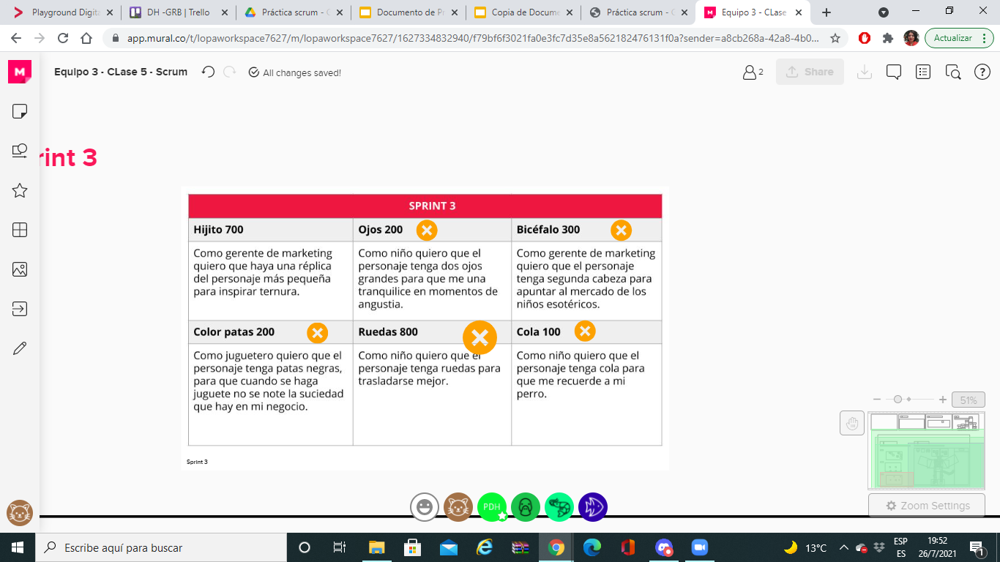 Playground Digita
DH -GRB | Trello
Práctica scrum - C
Documento de Pr
Copia de Docume
Práctica scrum - C
Equipo 3 - CLase
app.mural.co/t/lopaworkspace7627/m/lopaworkspace7627/1627334832940/f79bf6f3021fa0e3fc7d35e8a562182476131f0a?sender=a8cb268a-42a8-4b0...
Actualizar
M
Equipo 3 - CLase 5 - Scrum
All changes saved!
2
Share
rint 3
SPRINT 3
Hijito 700
Ojos 200
Bicéfalo 300
Como gerente de marketing
quiero que haya una réplica
del personaje más pequeña
para inspirar ternura.
Como niño quiero que el
personaje tenga dos ojos
grandes para que me una
tranquilice en momentos de
angustia.
Como gerente de marketing
quiero que el personaje
tenga segunda cabeza para
apuntar al mercado de los
niños esotéricos.
Color patas 200
Ruedas 800
Cola 100
Como juguetero quiero que el
personaje tenga patas negras,
para que cuando se haga
juguete no se note la suciedad
que hay en mi negocio.
Como niño quiero que el
personaje tenga ruedas para
trasladarse mejor.
Como niño quiero que el
personaje tenga cola para
que me recuerde a mi
perro.
Sprint 3
51%
PDH
Zoom Settings
Escribe aquí para buscar
13°C
ESP
ES
19:52
26/7/2021
1